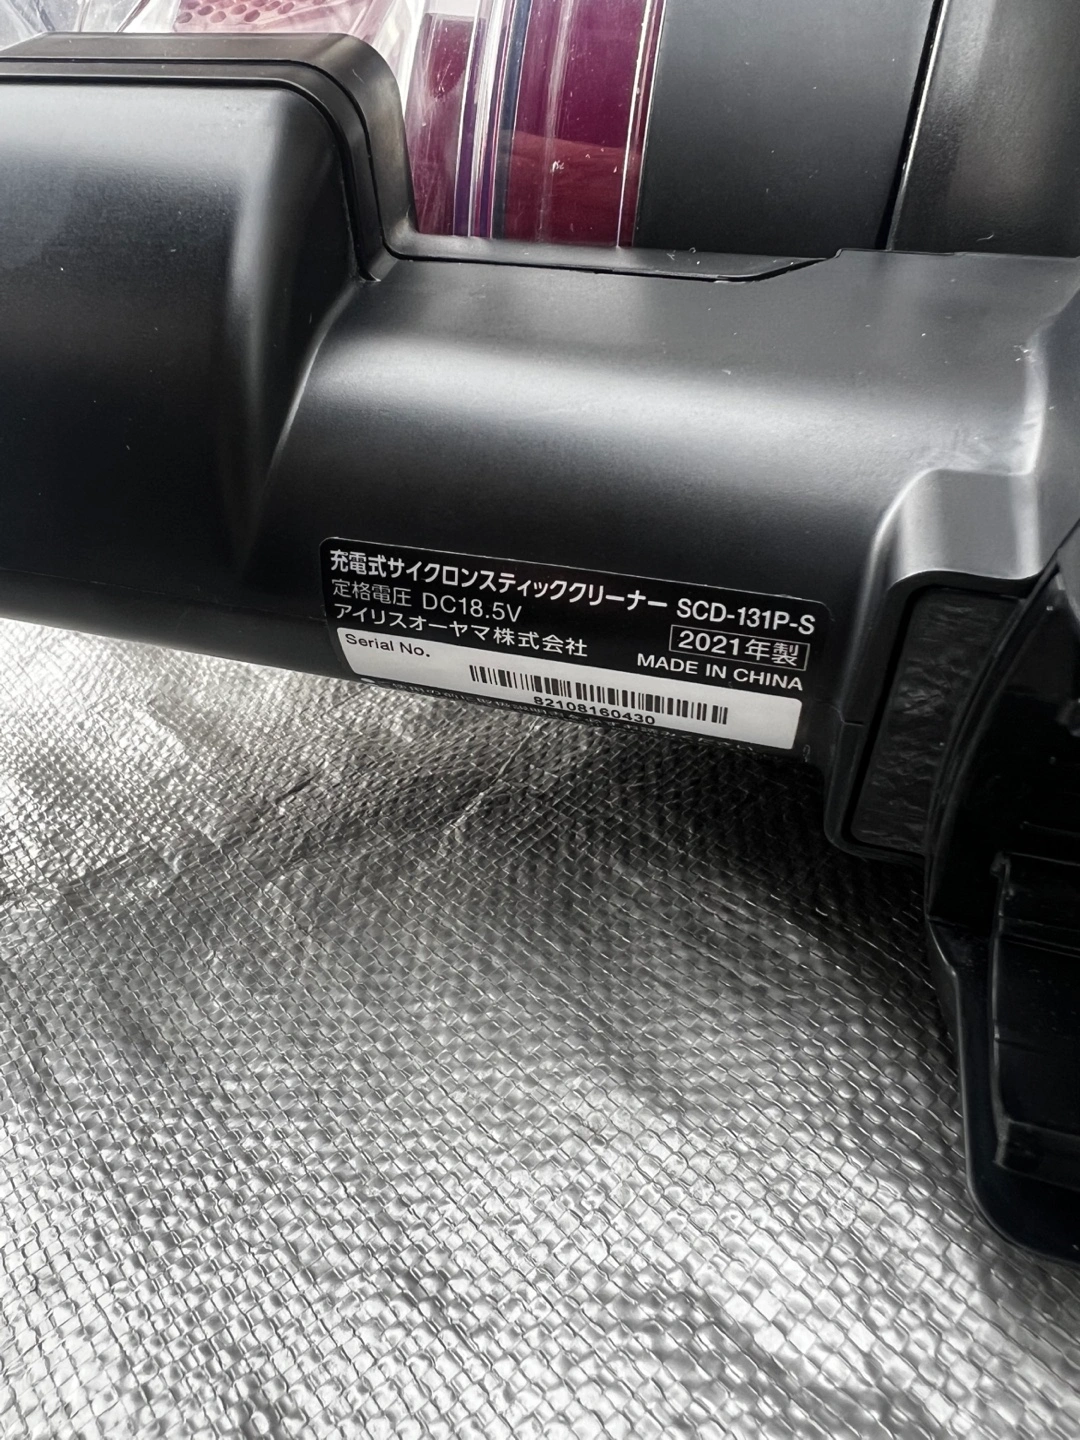 充電式サイクロンスティッククリーナー SCD-131P-S
定格電圧 DC18.5V
2021年製
アイリスオーヤマ株式会社
MADE IN CHINA
Serial No.
82108160430